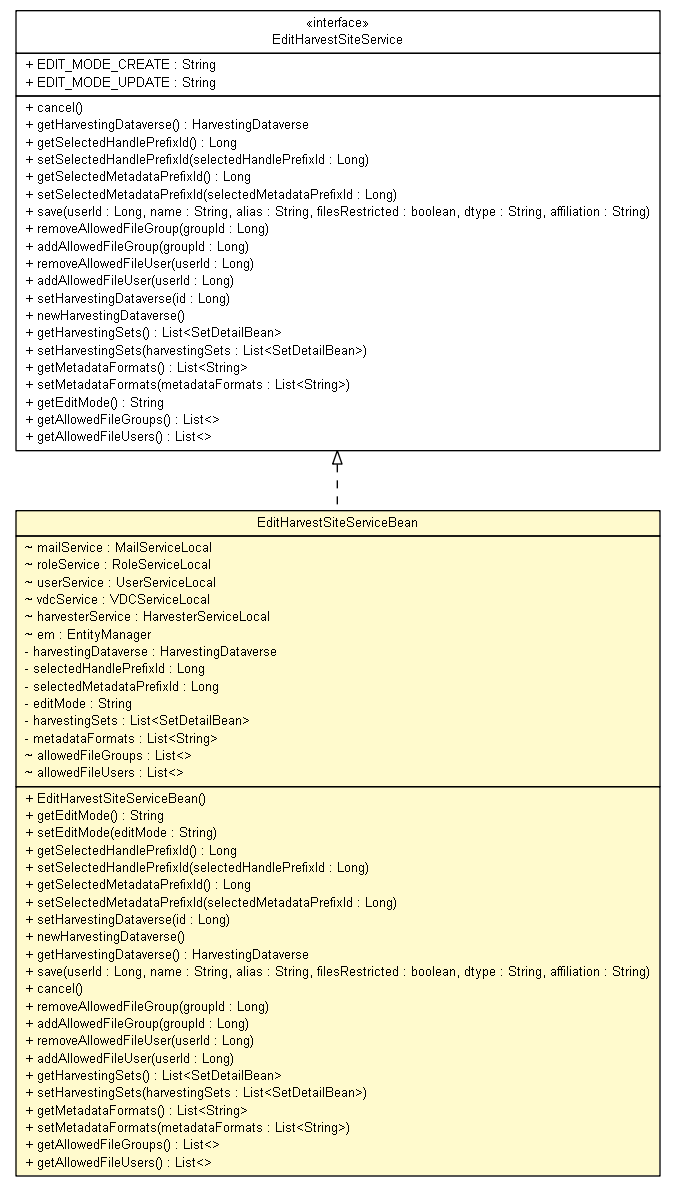 «interface»
EditHarvestSiteService
+ EDIT_MODE_CREATE : String
+ EDIT_MODE_UPDATE : String
+ cancel()
+ getHarvestingDataverse() : HarvestingDataverse
+ getSelectedHandlePrefixId() : Long
+ setSelectedHandlePrefixId(selectedHandlePrefixId : Long)
+ getSelectedMetadataPrefixId() : Long
+ setSelectedMetadataPrefixId(selectedMetadataPrefixId : Long)
+ save(userId : Long, name : String, alias : String, filesRestricted : boolean, dtype : String, affiliation : String)
+ removeAllowedFileGroup(groupId : Long)
+ addAllowedFileGroup(groupId : Long)
+ removeAllowedFileUser(userId : Long)
+ addAllowedFileUser(userId : Long)
+ setHarvestingDataverse(id : Long)
+ newHarvestingDataverse()
+ getHarvestingSets() : List<SetDetailBean>
+ setHarvestingSets(harvestingSets : List<SetDetailBean>)
+ getMetadataFormats() : List<String>
+ setMetadataFormats(metadataFormats : List<String>)
+ getEditMode() : String
+ getAllowedFileGroups() : List<>
+ getAllowedFileUsers() : List<>
EditHarvestSiteServiceBean
~ mailService : MailServiceLocal
~ roleService : RoleServiceLocal
~ userService : UserServiceLocal
~ vdcService : VDCServiceLocal
~ harvesterService : HarvesterServiceLocal
~ em : EntityManager
- harvestingDataverse : HarvestingDataverse
- selectedHandlePrefixId : Long
- selectedMetadataPrefixId : Long
- editMode : String
- harvestingSets : List<SetDetailBean>
- metadataFormats : List<String>
~ allowedFileGroups : List<>
~ allowedFileUsers : List<>
+ EditHarvestSiteServiceBean()
+ getEditMode() : String
+ setEditMode(editMode : String)
+ getSelectedHandlePrefixId() : Long
+ setSelectedHandlePrefixId(selectedHandlePrefixId : Long)
+ getSelectedMetadataPrefixId() : Long
+ setSelectedMetadataPrefixId(selectedMetadataPrefixId : Long)
+ setHarvestingDataverse(id : Long)
+ newHarvestingDataverse()
+ getHarvestingDataverse() : HarvestingDataverse
+ save(userId : Long, name : String, alias : String, filesRestricted : boolean, dtype : String, affiliation : String)
+ cancel()
+ removeAllowedFileGroup(groupId : Long)
+ addAllowedFileGroup(groupId : Long)
+ removeAllowedFileUser(userId : Long)
+ addAllowedFileUser(userId : Long)
+ getHarvestingSets() : List<SetDetailBean>
+ setHarvestingSets(harvestingSets : List<SetDetailBean>)
+ getMetadataFormats() : List<String>
+ setMetadataFormats(metadataFormats : List<String>)
+ getAllowedFileGroups() : List<>
+ getAllowedFileUsers() : List<>